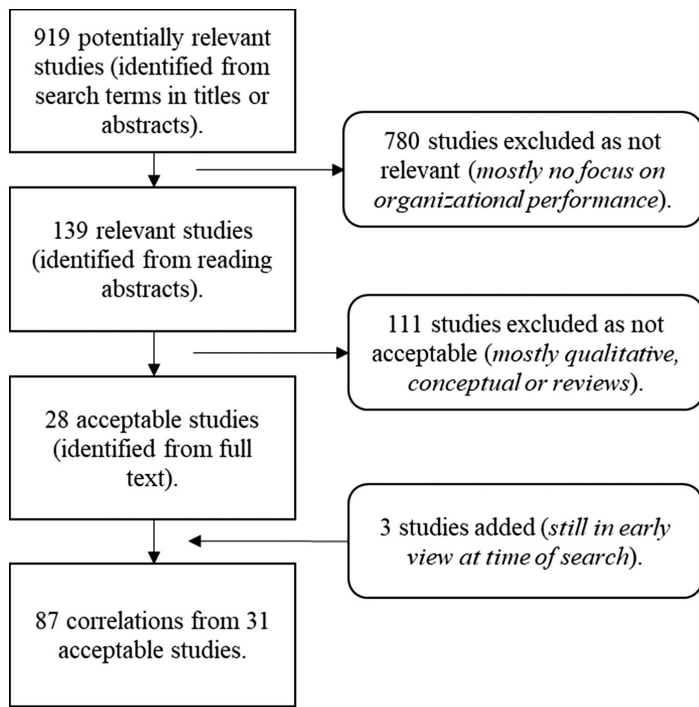 919 potentially relevant
studies (identified from
search terms in titles or
abstracts).
780 studies excluded as not
relevant (mostly no focus on
organizational performance).
139 relevant studies
(identified from reading
abstracts).
111 studies excluded as not
acceptable (mostly qualitative,
conceptual or reviews).
28 acceptable studies
(identified from full
text).
3 studies added (still in early
view at time of search).
87 correlations from 31
acceptable studies.